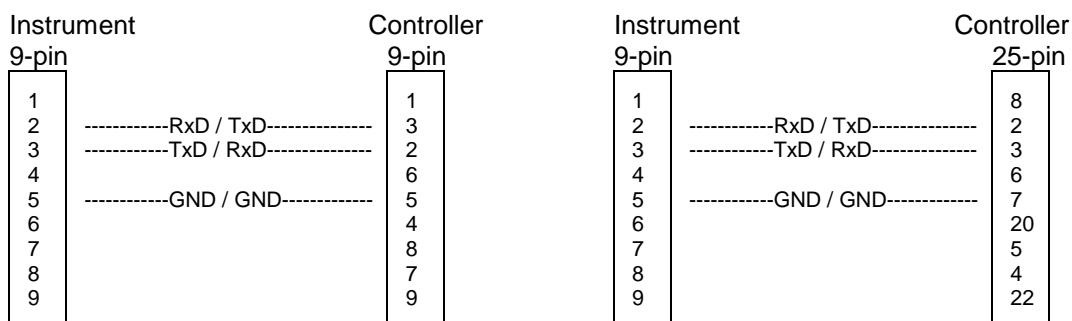 Instrument Controller Instrument Controller
9-pin 9-pin 9-pin 25-pin
1 1 1 8
2 ------------RxD / TxD--------------- 3 2 ------------RxD / TxD--------------- 2
3 ------------TxD / RxD--------------- 2 3 ------------TxD / RxD--------------- 3
4 6 4 6
5 ------------GND / GND------------- 5 5 ------------GND / GND------------- 7
6 4 6 20
7 8 7 5
8 7 8 4
9 9 9 22